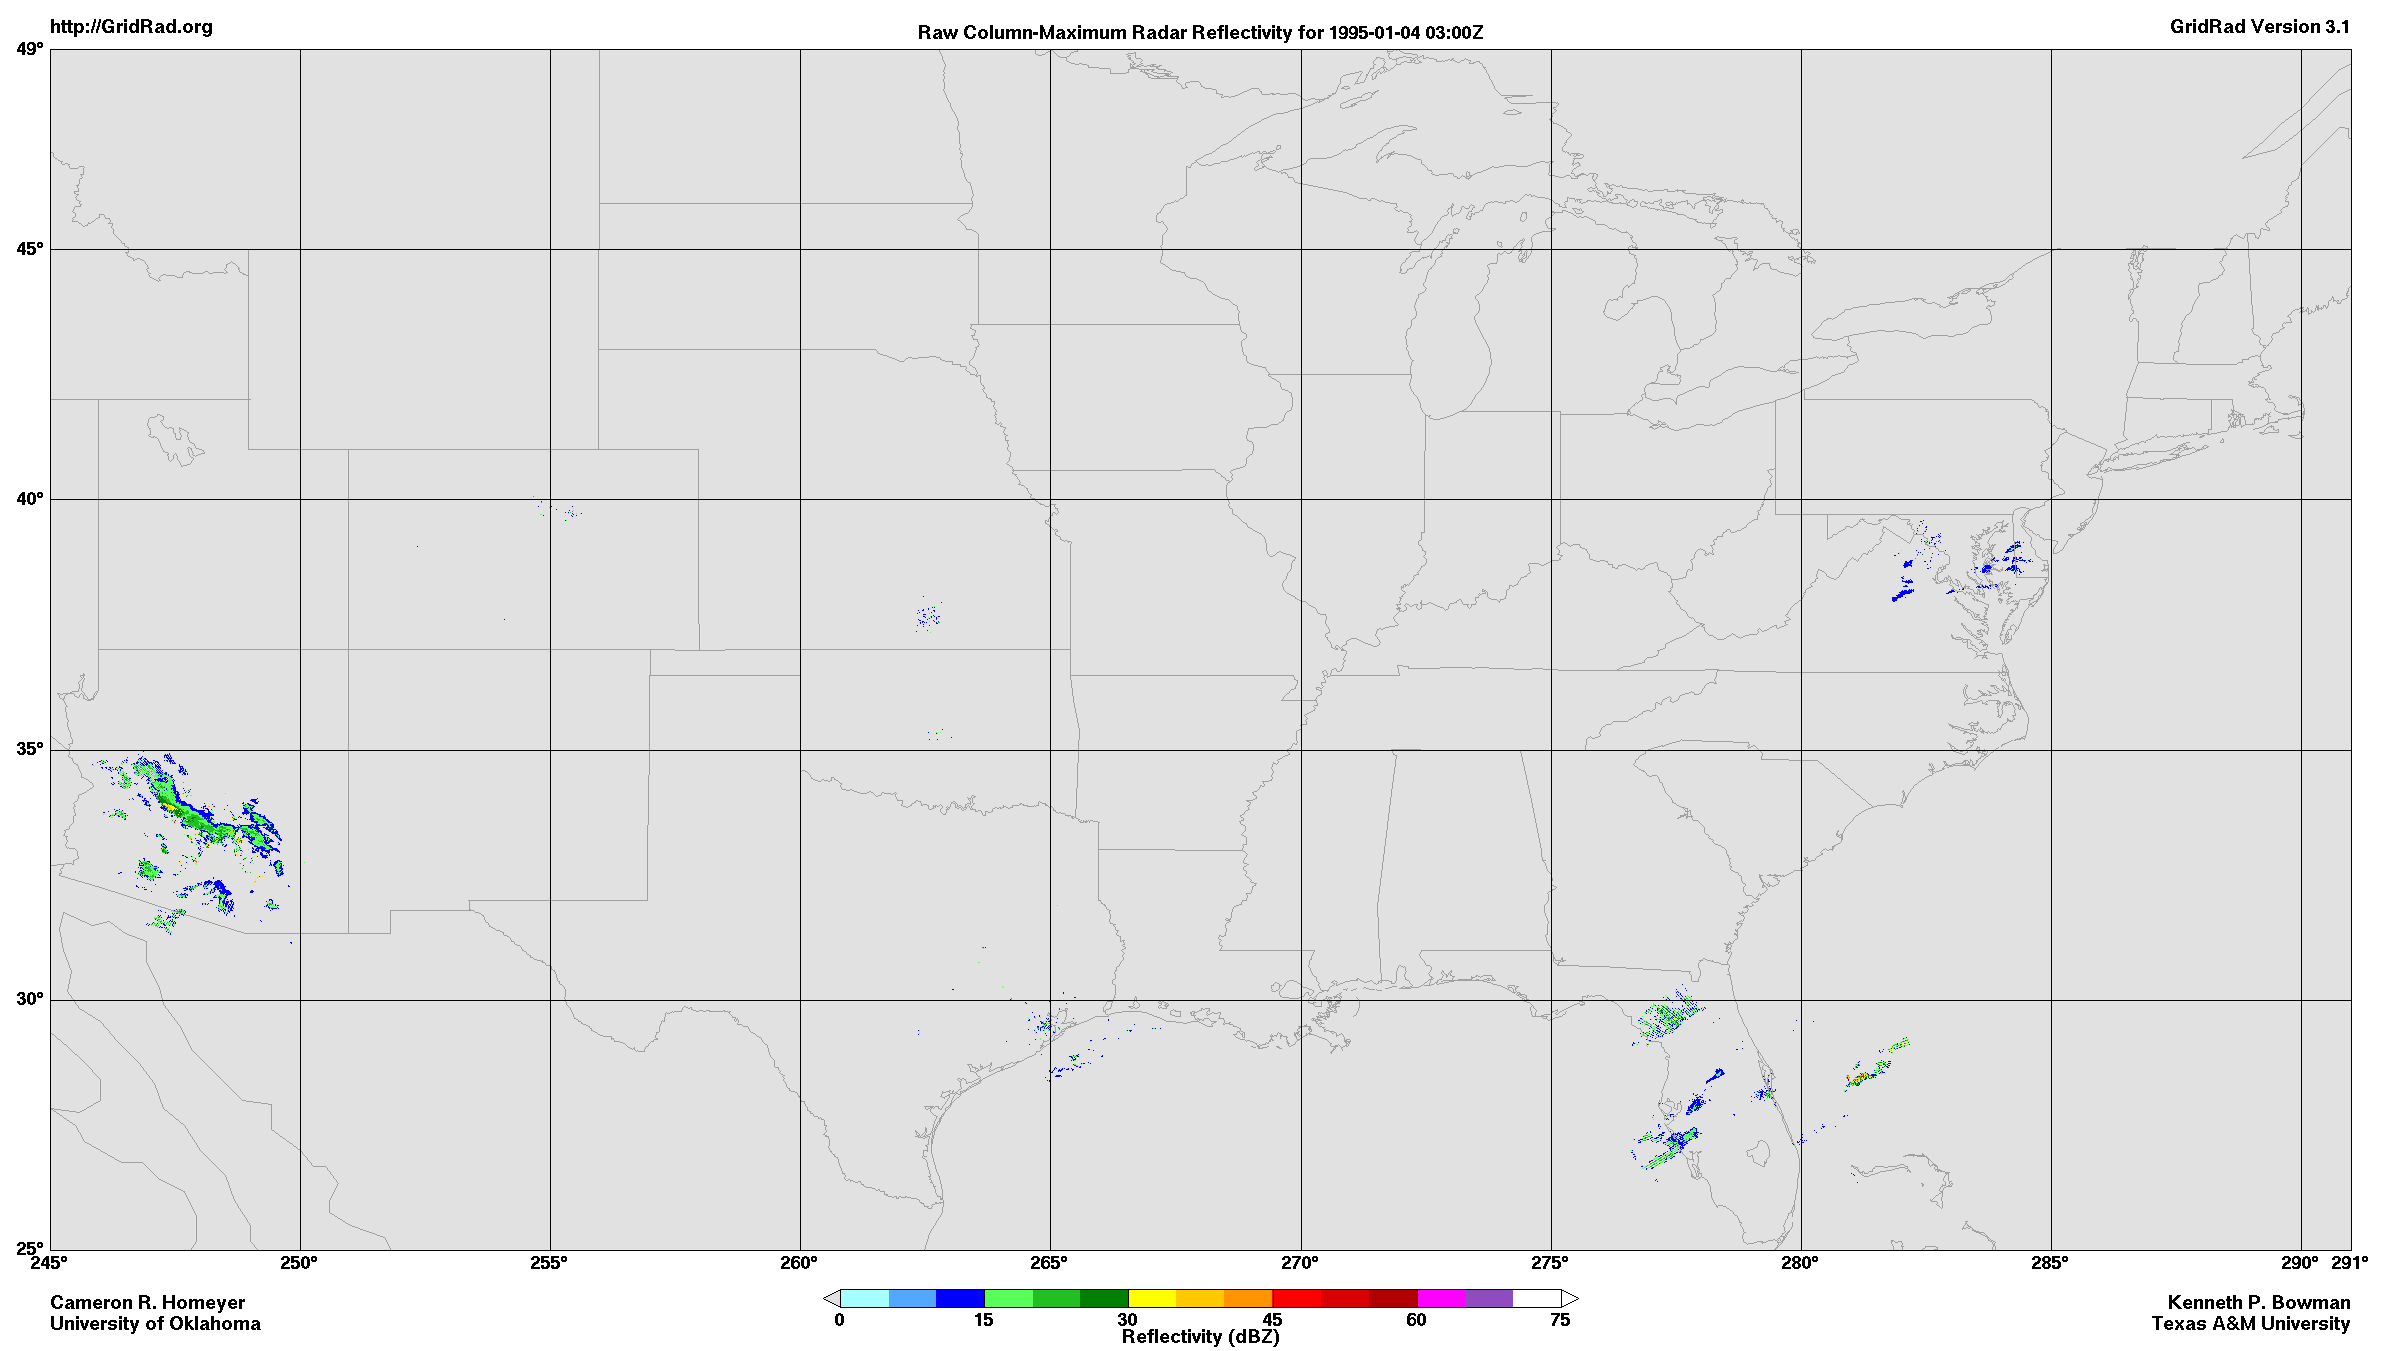 http://GridRad.org
Raw Column-Maximum Radar Reflectivity for 1995-01-04 03:00Z
GridRad Version 3.1
49°
45°
40°
35°
30°
25°
245° 250° 255° 260° 265° 270° 275° 280° 285° 290° 291°
0 15 30 45 60 75
Reflectivity (dBZ)
Cameron R. Homeyer
University of Oklahoma
Kenneth P. Bowman
Texas A&M University